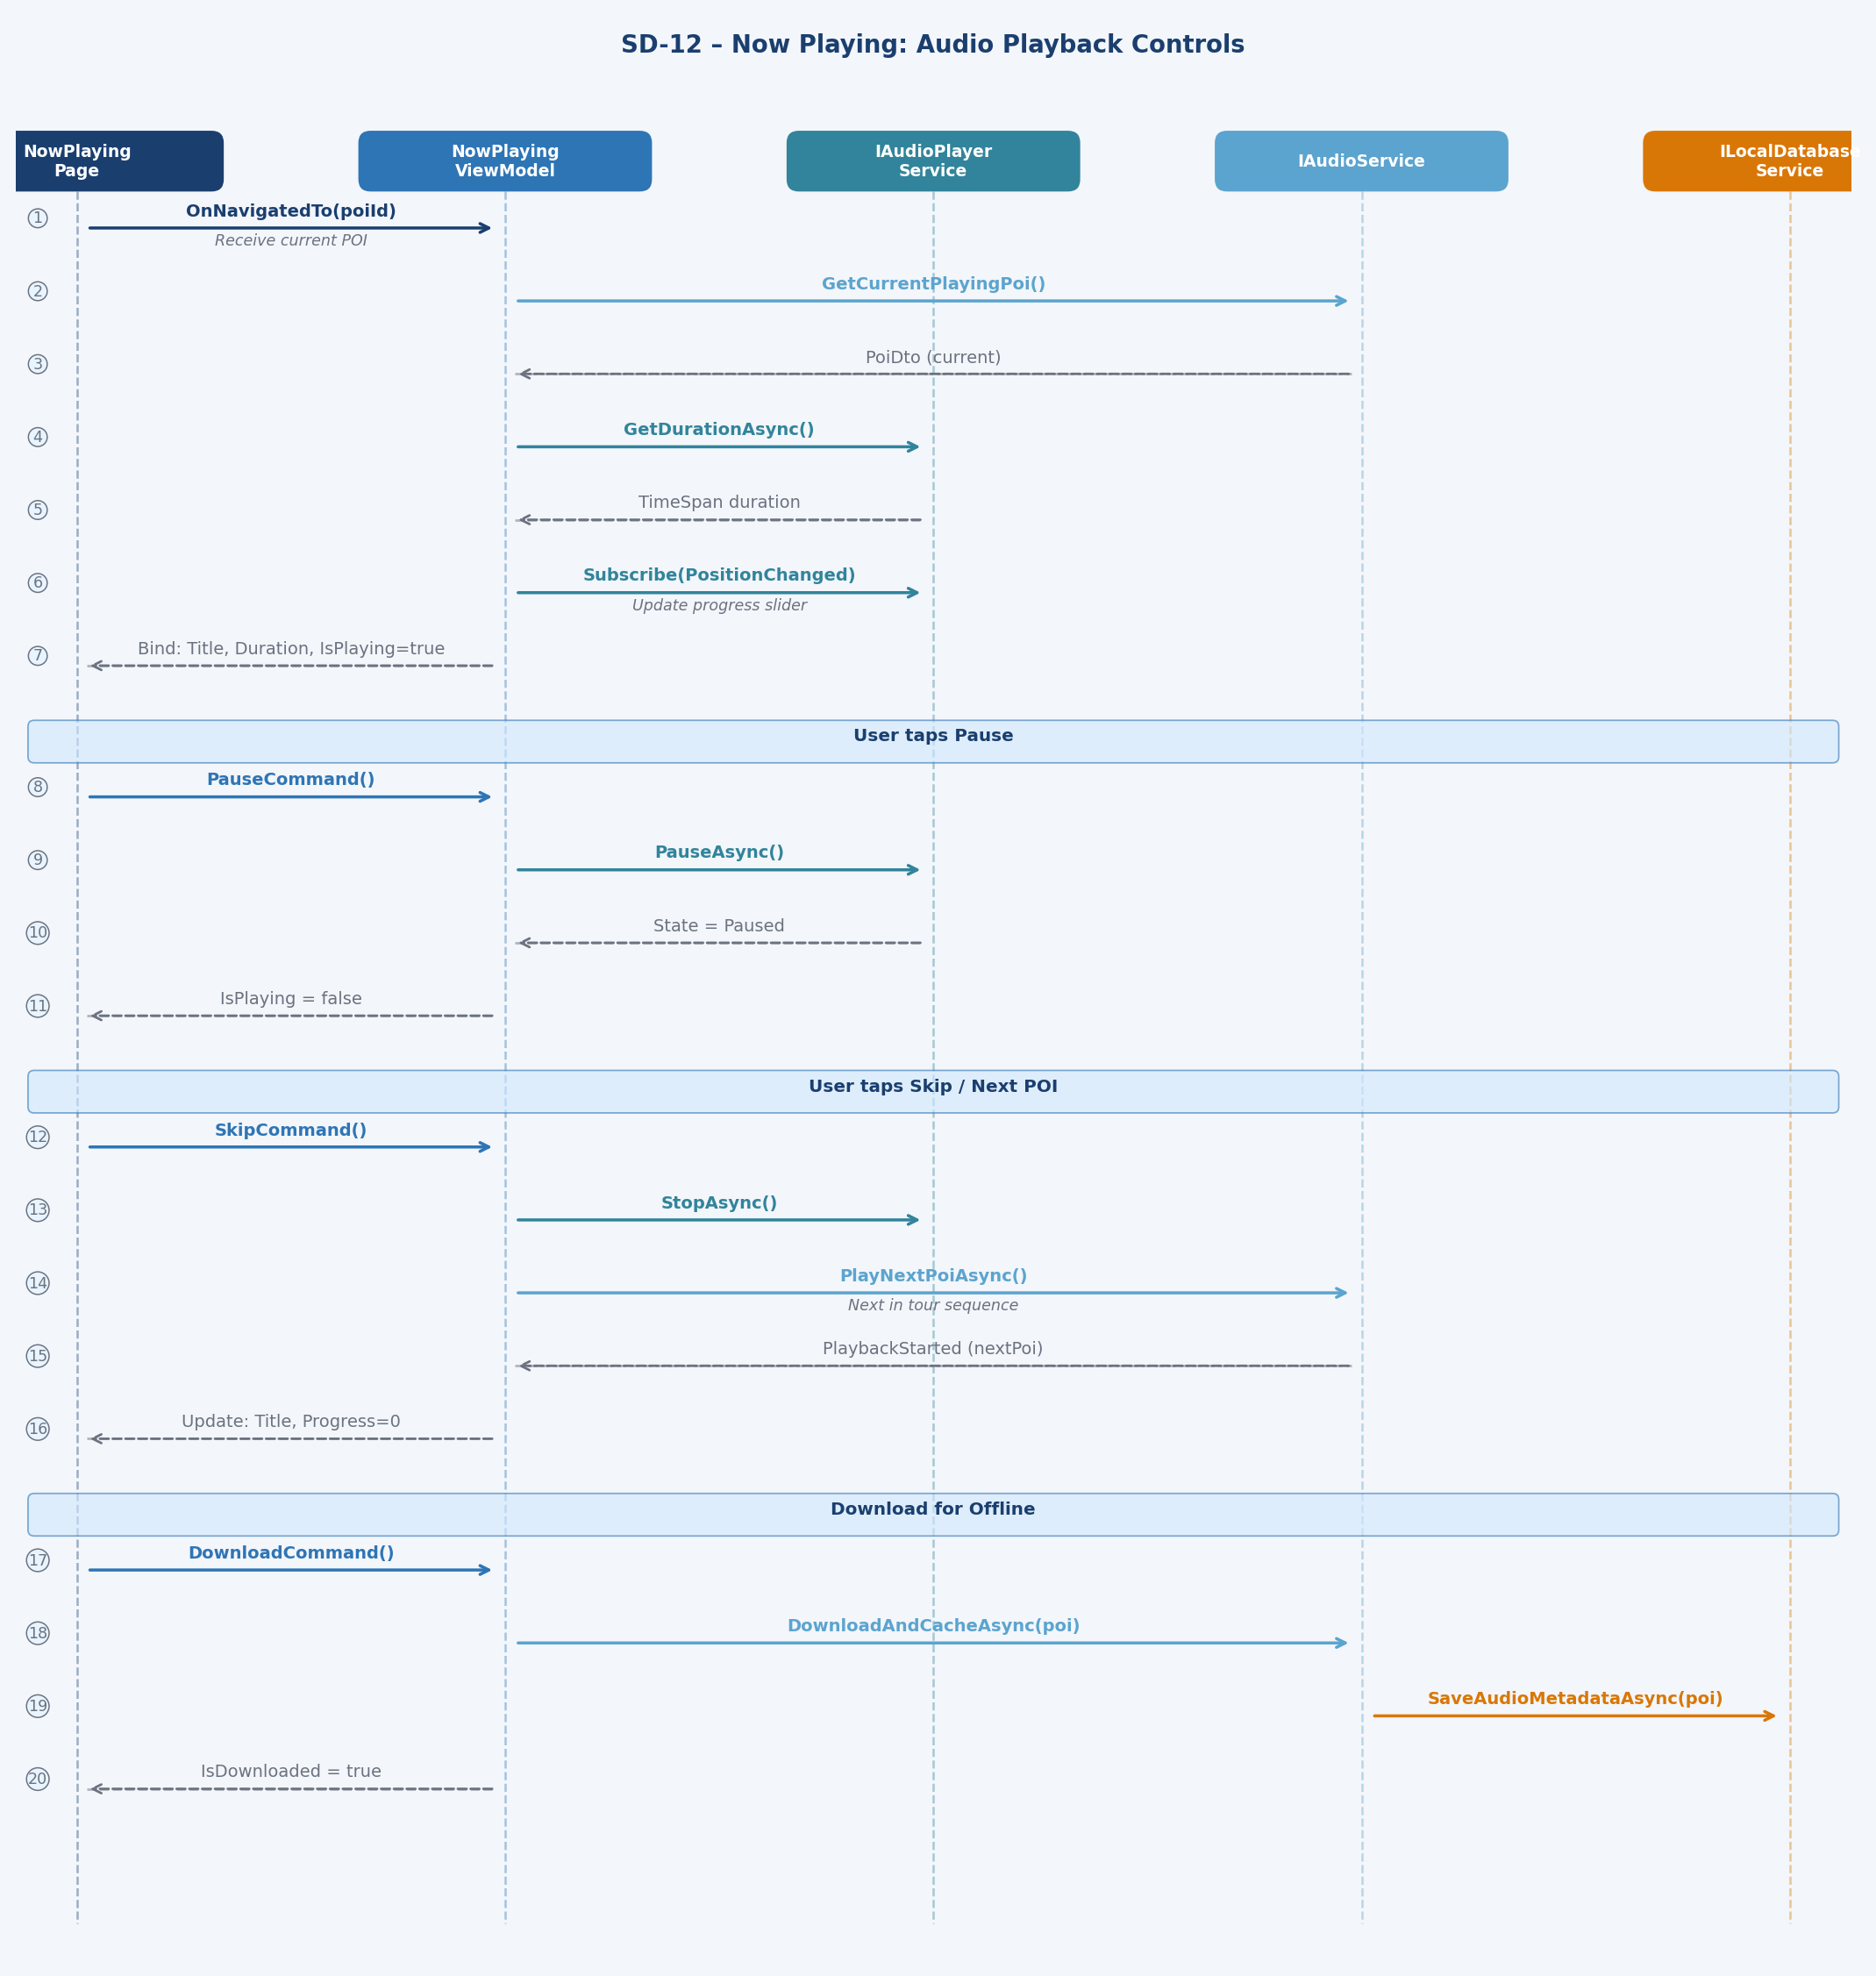 SD-12 – Now Playing: Audio Playback Controls
NowPlaying
Page
NowPlaying
ViewModel
IAudioPlayer
Service
IAudioService
ILocalDatabase
Service
1
OnNavigatedTo(poiId)
Receive current POI
2
GetCurrentPlayingPoi()
3
PoiDto (current)
4
GetDurationAsync()
5
TimeSpan duration
6
Subscribe(PositionChanged)
Update progress slider
7
Bind: Title, Duration, IsPlaying=true
User taps Pause
8
PauseCommand()
9
PauseAsync()
10
State = Paused
11
IsPlaying = false
User taps Skip / Next POI
12
SkipCommand()
13
StopAsync()
14
PlayNextPoiAsync()
Next in tour sequence
15
PlaybackStarted (nextPoi)
16
Update: Title, Progress=0
Download for Offline
17
DownloadCommand()
18
DownloadAndCacheAsync(poi)
19
SaveAudioMetadataAsync(poi)
20
IsDownloaded = true